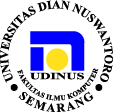 UNIVERSITAS DIAN NUSWANTORO
UDINUS
FAKULTAS ILMU KOMPUTER
• SEMARANG •